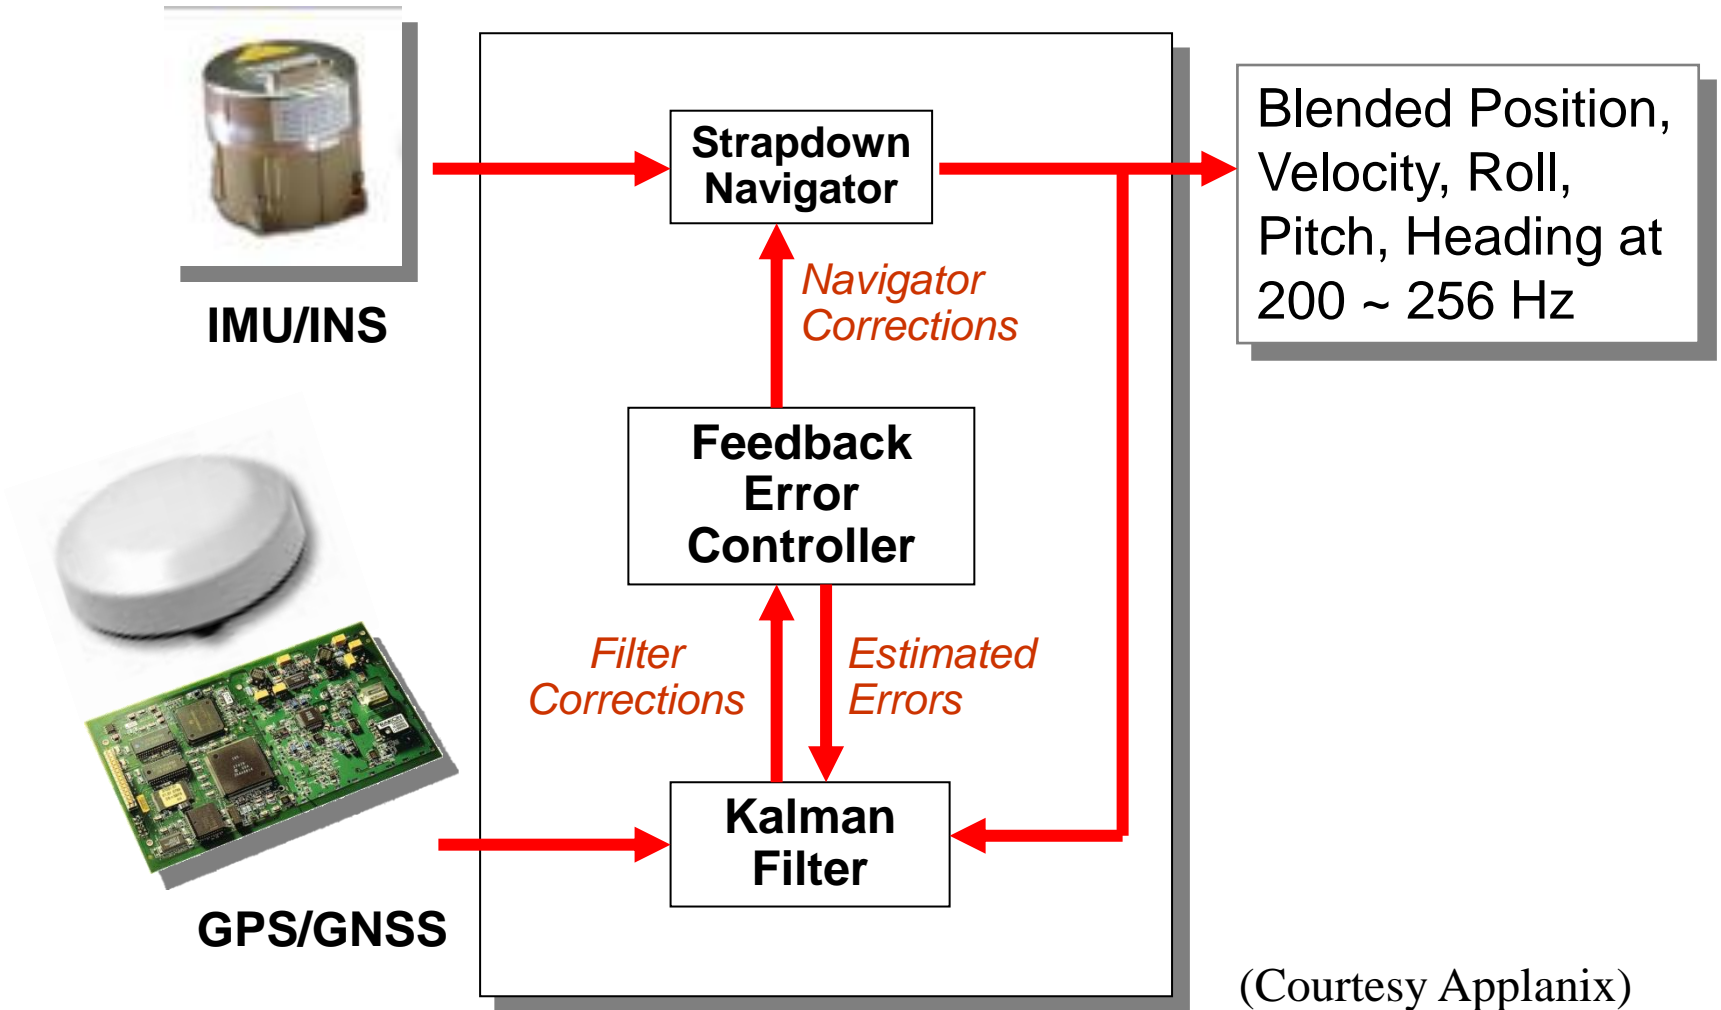 Strapdown
Navigator
Blended Position,
Velocity, Roll,
Pitch, Heading at
200 ~ 256 Hz
IMU/INS
Navigator
Corrections
Feedback
Error
Controller
Filter
Corrections
Estimated
Errors
Kalman
Filter
GPS/GNSS
(Courtesy Applanix)